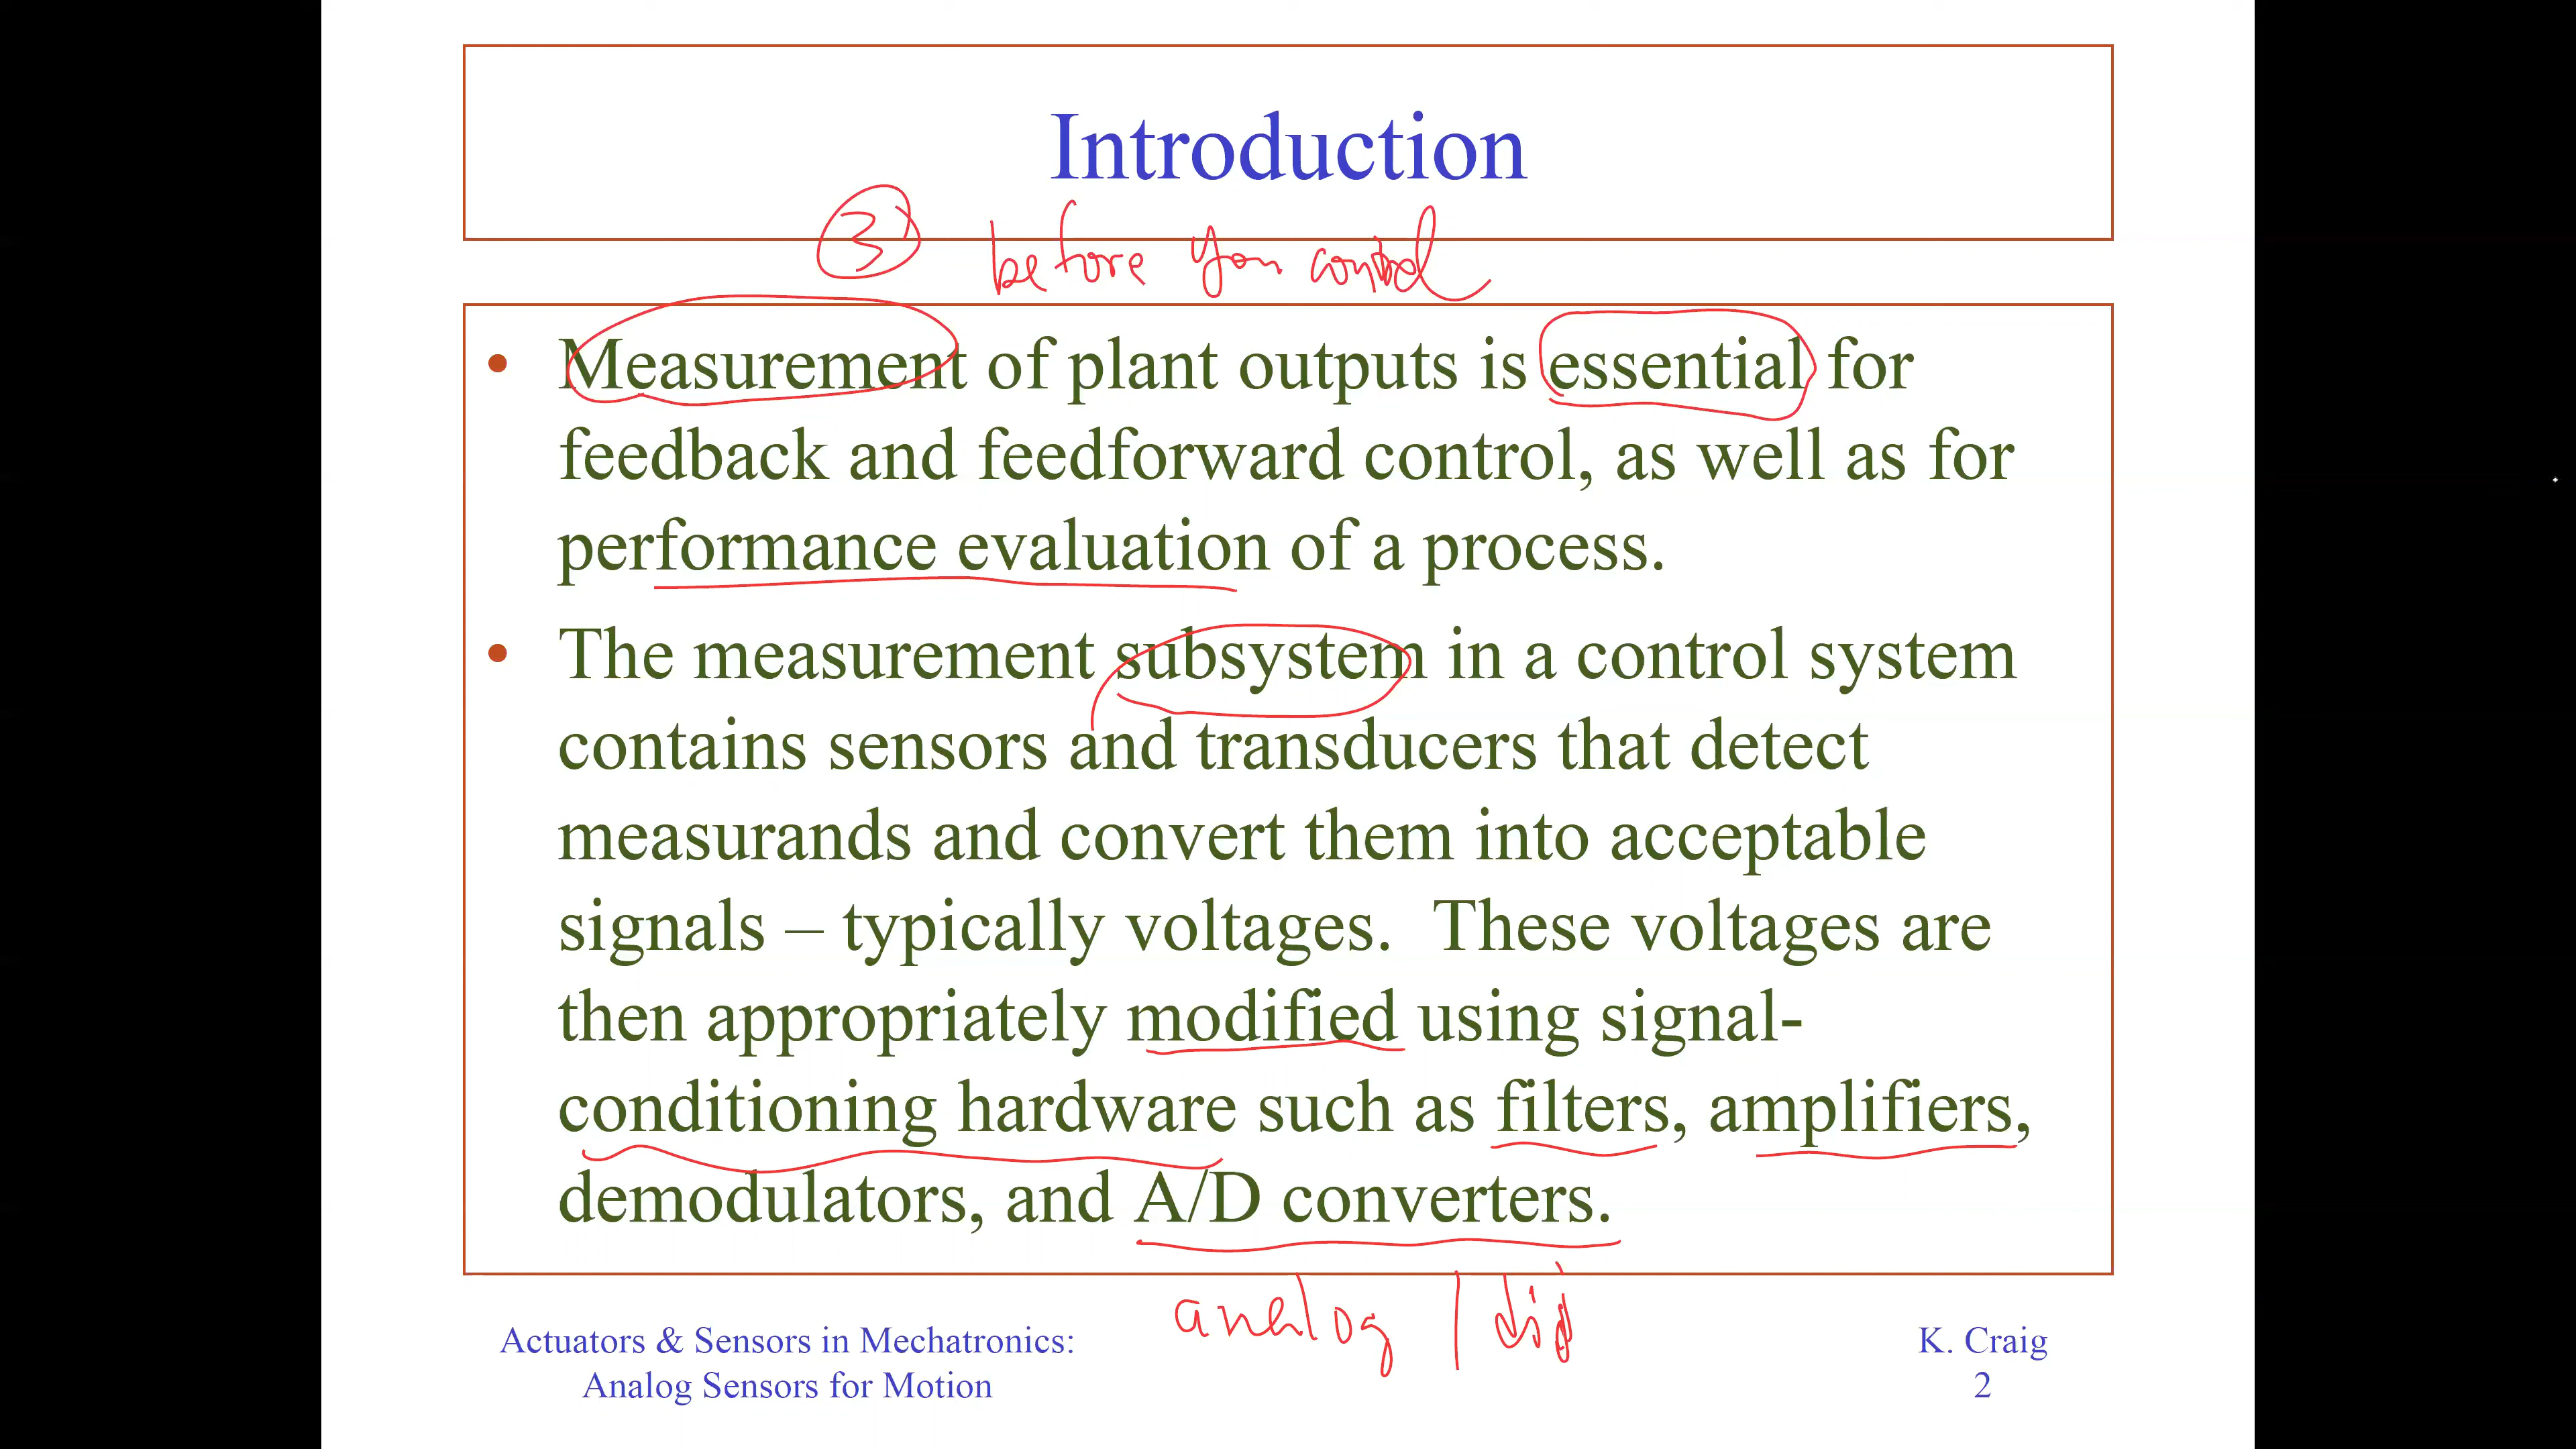 Introduction
3
before you control
• Measurement of plant outputs is essential for
feedback and feedforward control, as well as for
performance evaluation of a process.
• The measurement subsystem in a control system
contains sensors and transducers that detect
measurands and convert them into acceptable
signals – typically voltages. These voltages are
then appropriately modified using signal-
conditioning hardware such as filters, amplifiers,
demodulators, and A/D converters.
analog / dig
Actuators & Sensors in Mechatronics:
Analog Sensors for Motion
K. Craig
2